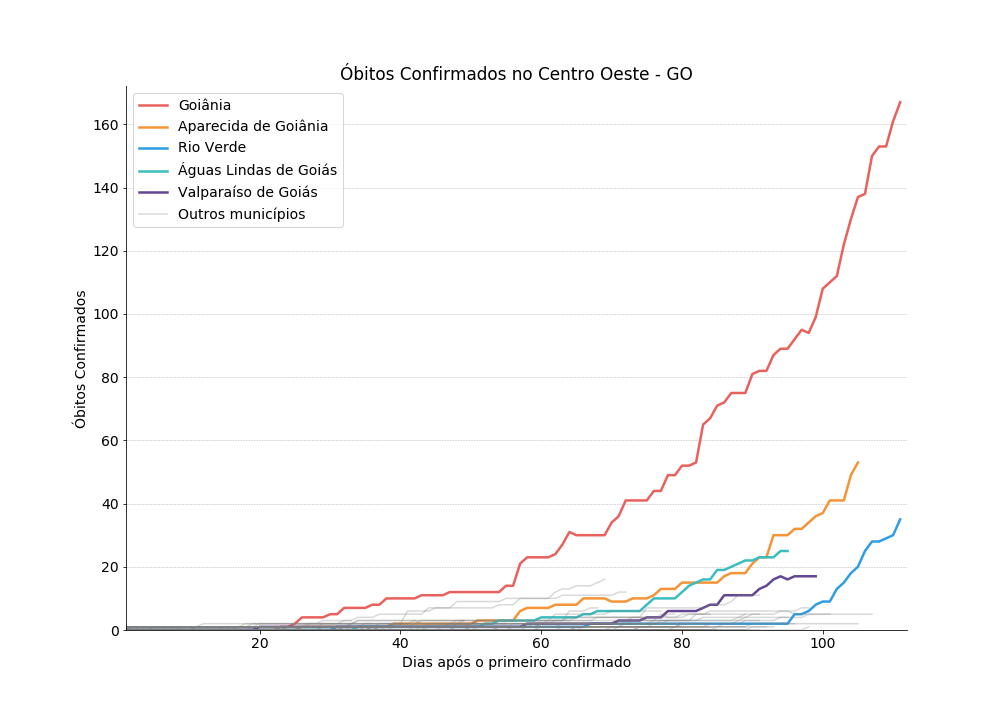 Óbitos Confirmados no Centro Oeste - GO
Goiânia
Aparecida de Goiânia
Rio Verde
Águas Lindas de Goiás
Valparaíso de Goiás
Outros municípios
Óbitos Confirmados
160
140
120
100
80
60
40
20
0
20
40
60
80
100
Dias após o primeiro confirmado